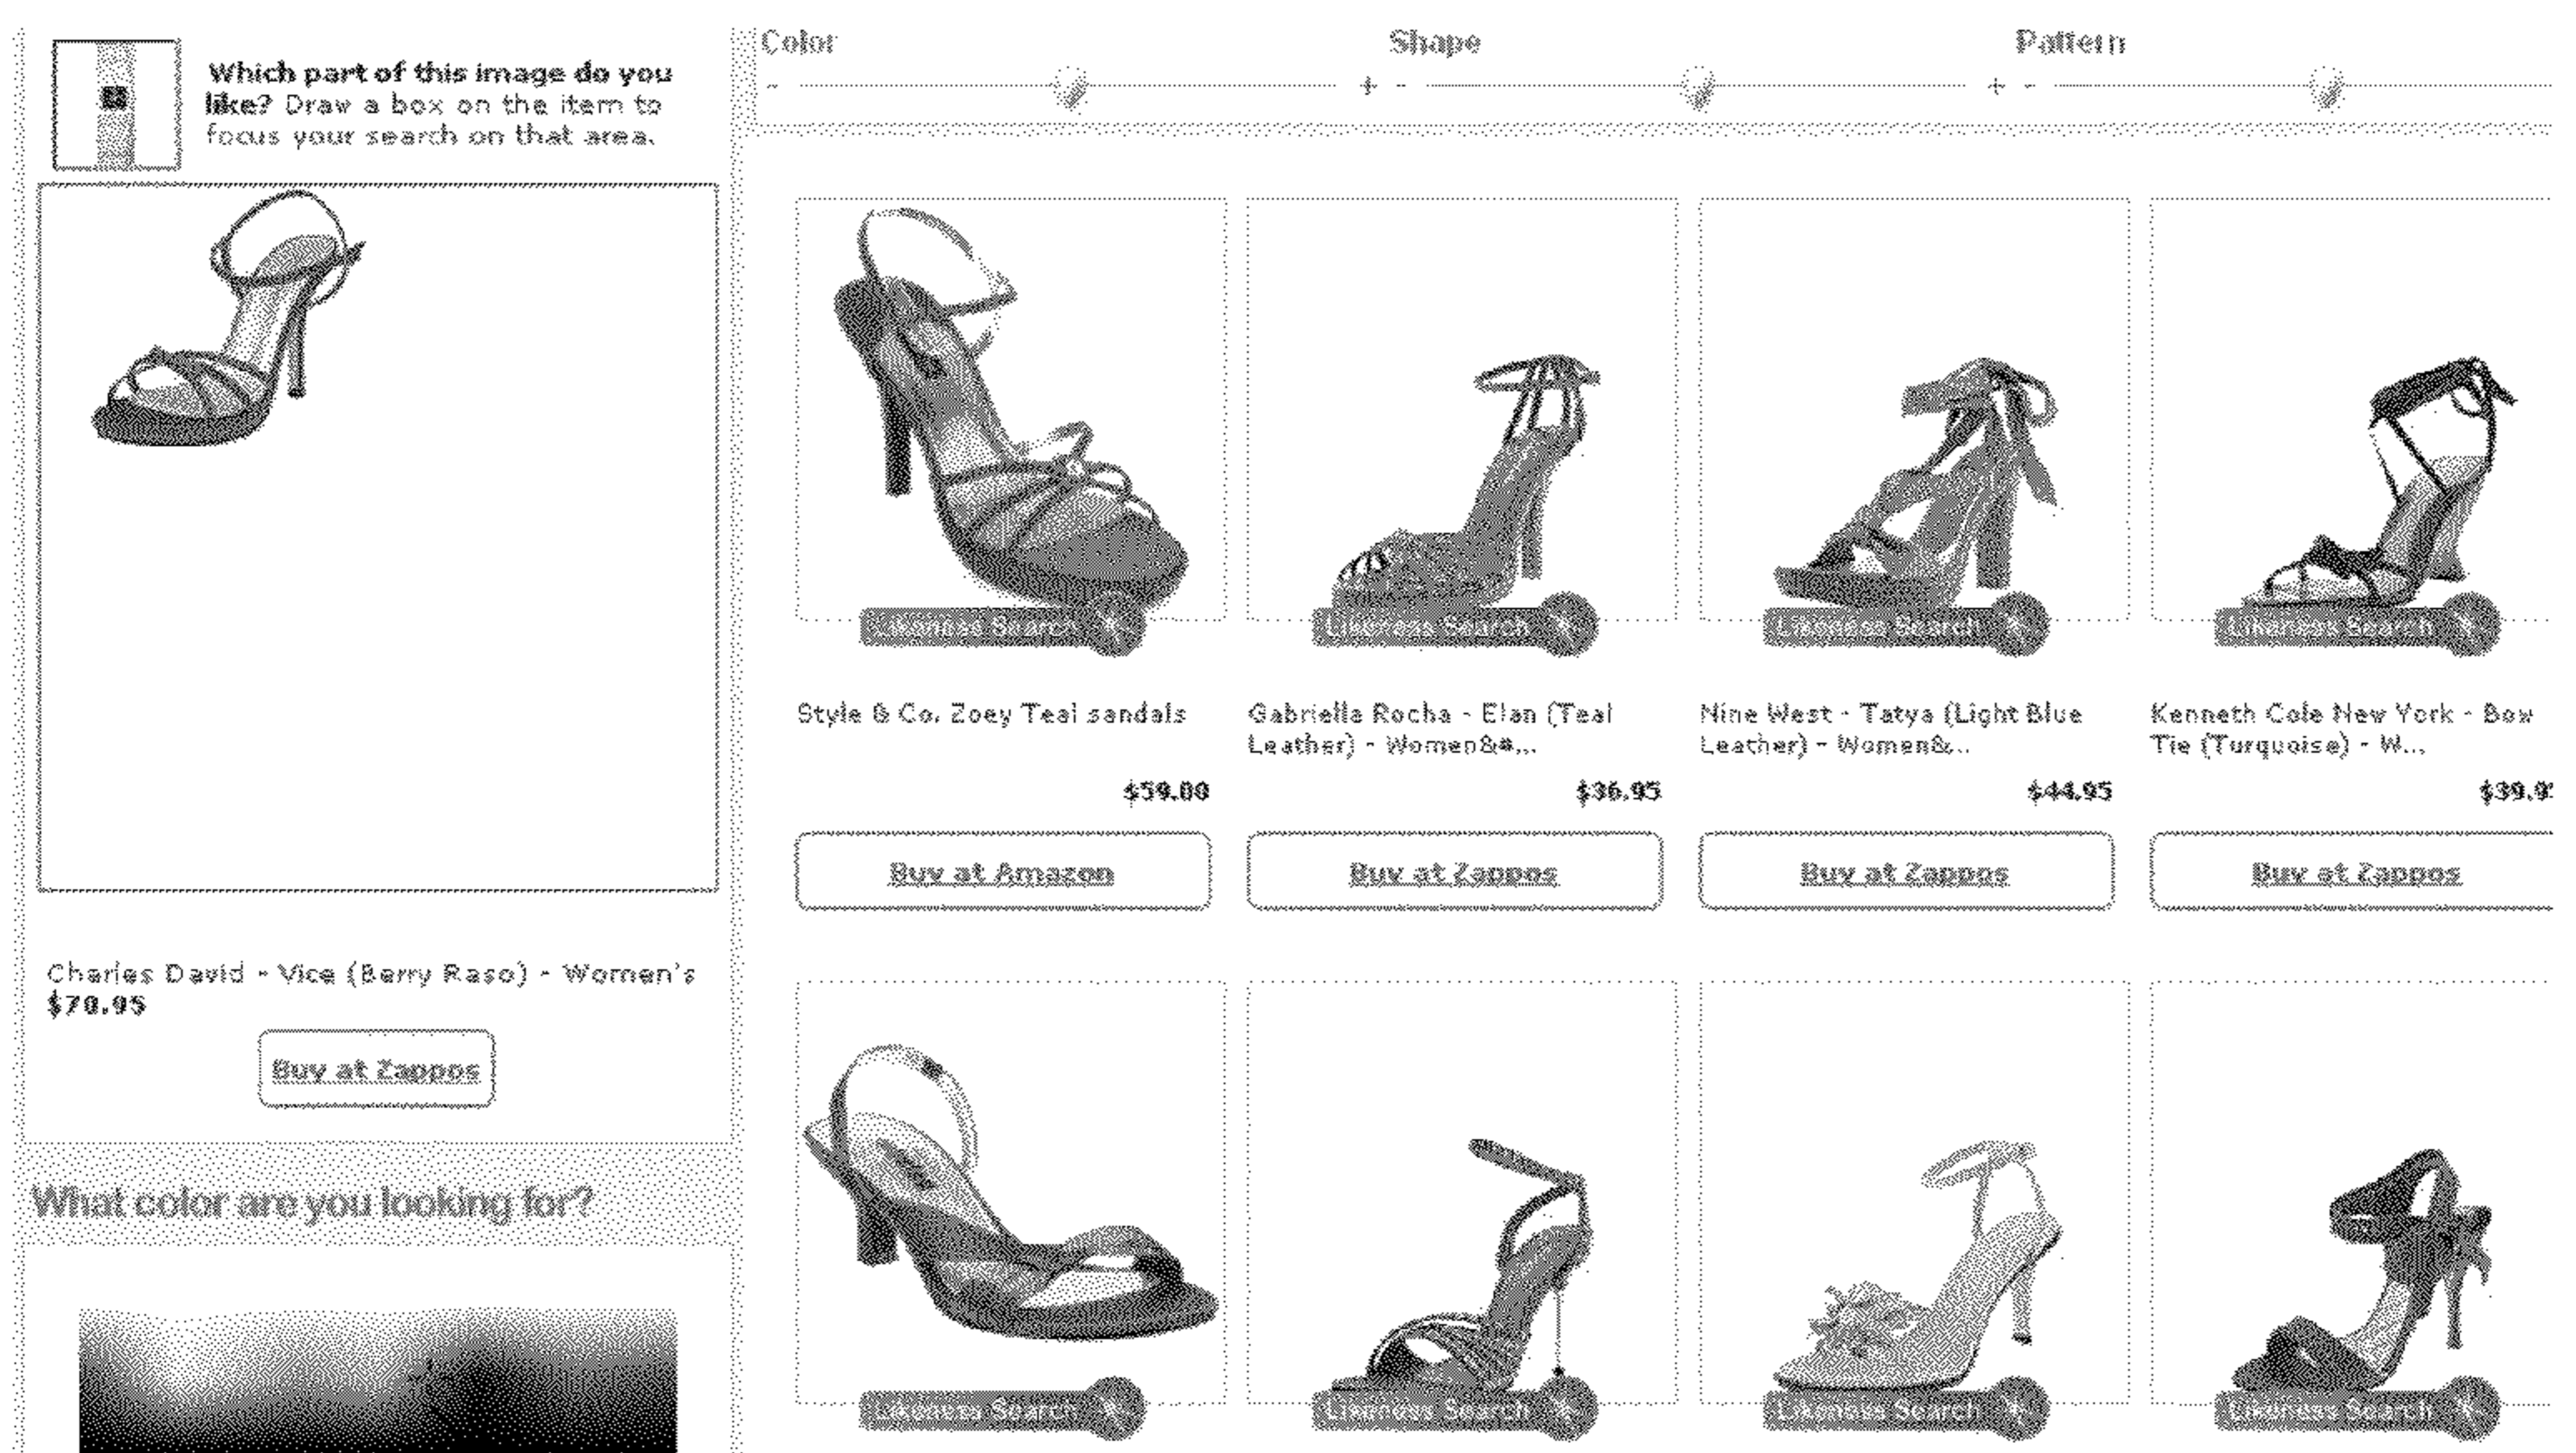 Color
Shape
Pattern
- + - + -
Which part of this image do you
like? Draw a box on the item to
focus your search on that area.
Likeness Search
Likeness Search
Likeness Search
Likeness Search
Style & Co. Zoey Teal sandals
Gabriella Rocha - Elan (Teal
Leather) - Women&#...
Nine West - Tatya (Light Blue
Leather) - Women&...
Kenneth Cole New York - Bow
Tie (Turquoise) - W...
$59.00
$36.95
$44.95
$39.9
Buy at Amazon
Buy at Zappos
Buy at Zappos
Buy at Zappos
Charles David - Vice (Berry Raso) - Women's
$70.95
Buy at Zappos
What color are you looking for?
Likeness Search
Likeness Search
Likeness Search
Likeness Search